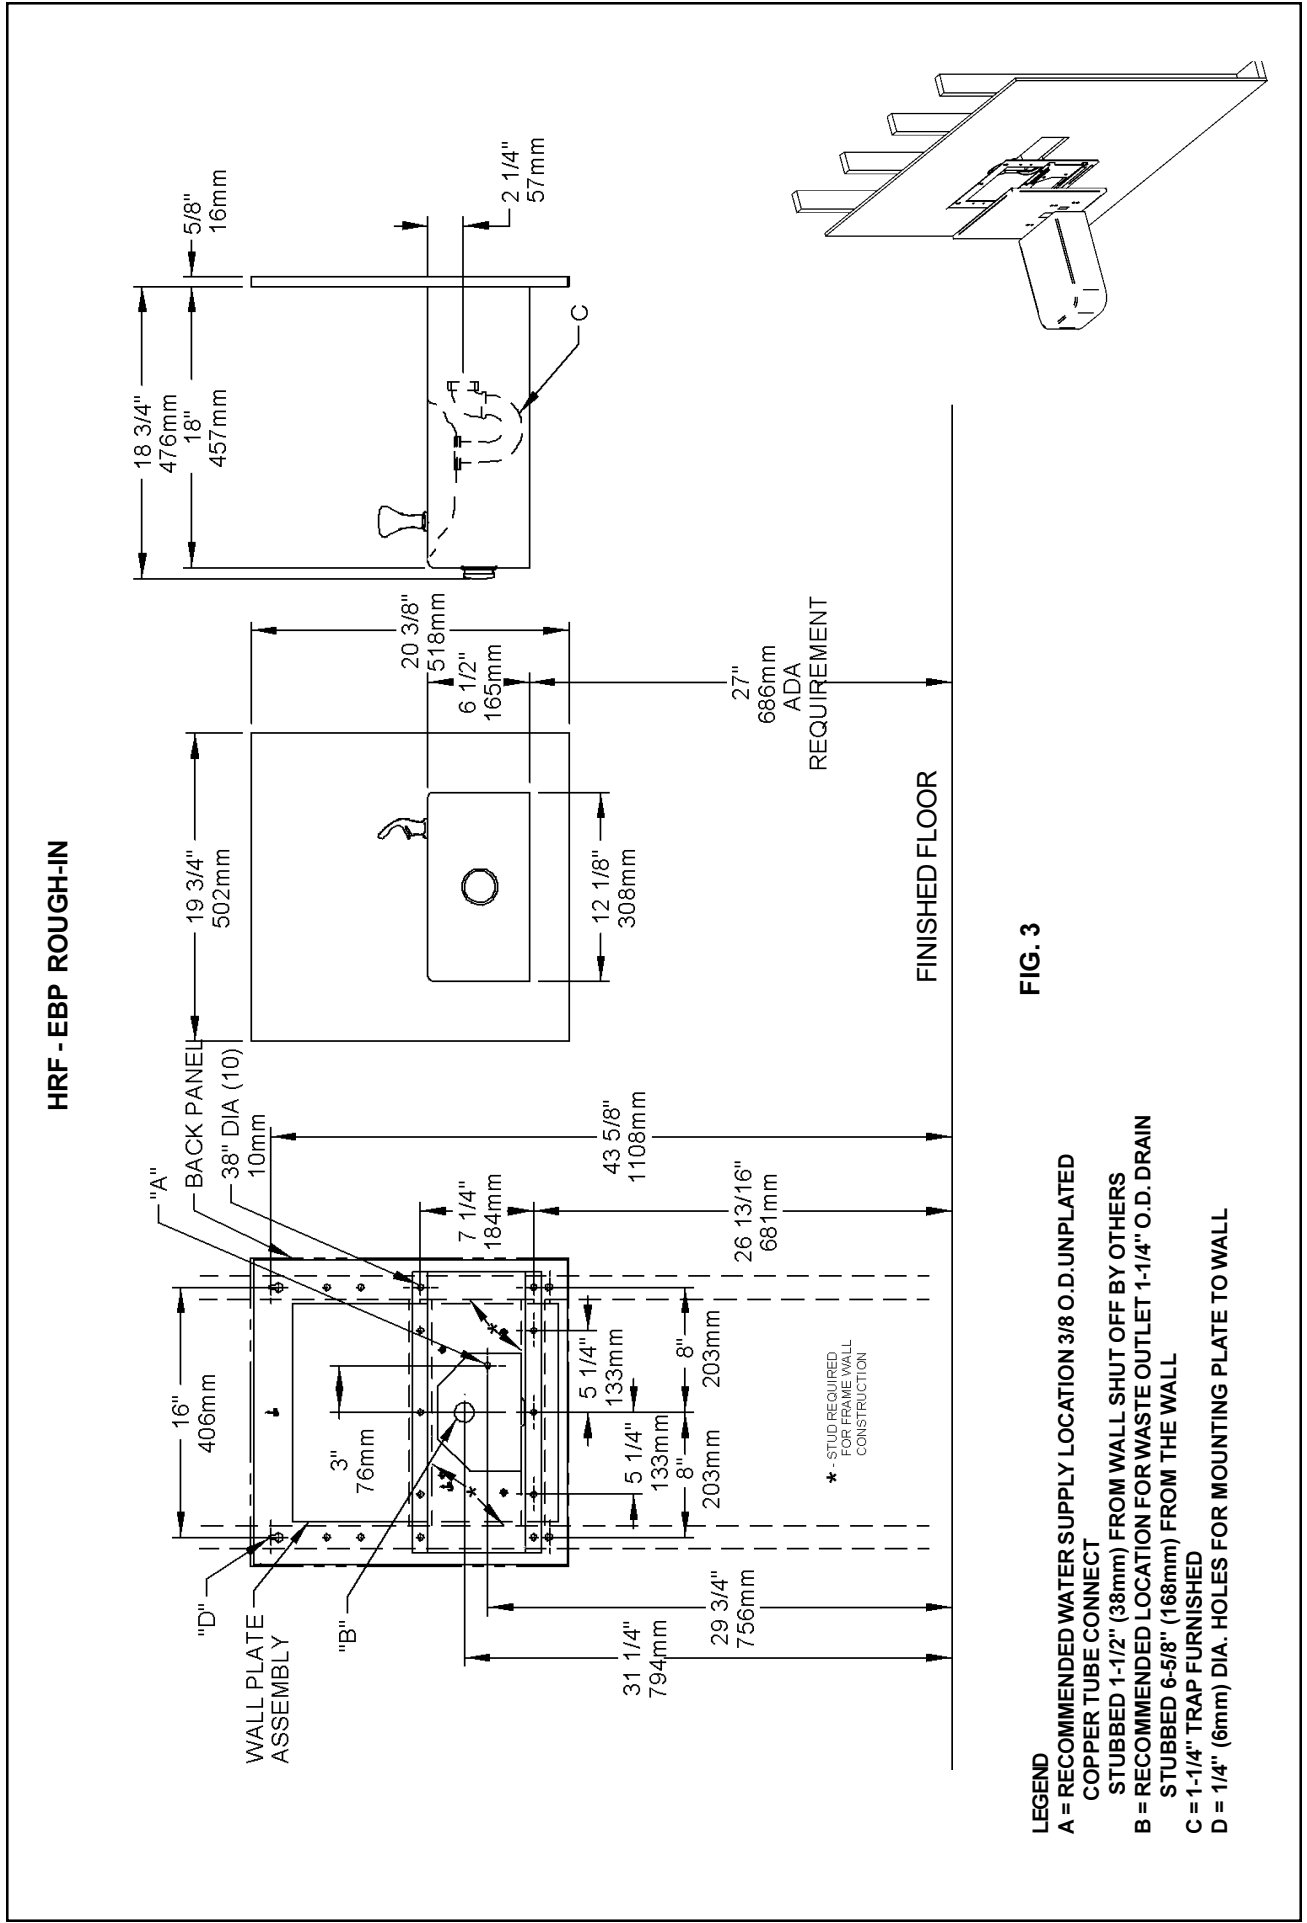 HRF - EBP ROUGH-IN
"A"
BACK PANEL
38" DIA (10)
10mm
"D"
WALL PLATE
ASSEMBLY
"B"
16"
406mm
3"
76mm
7 1/4"
184mm
43 5/8"
1108mm
26 13/16"
681mm
5 1/4"
133mm
5 1/4"
133mm
8"
203mm
8"
203mm
31 1/4"
794mm
29 3/4"
756mm
* - STUD REQUIRED
FOR FRAME WALL
CONSTRUCTION
19 3/4"
502mm
12 1/8"
308mm
20 3/8"
518mm
6 1/2"
165mm
27"
686mm
ADA
REQUIREMENT
FINISHED FLOOR
18 3/4"
476mm
18"
457mm
5/8"
16mm
2 1/4"
57mm
C
FIG. 3
LEGEND
A = RECOMMENDED WATER SUPPLY LOCATION 3/8 O.D. UNPLATED
COPPER TUBE CONNECT
STUBBED 1-1/2" (38mm) FROM WALL SHUT OFF BY OTHERS
B = RECOMMENDED LOCATION FOR WASTE OUTLET 1-1/4" O.D. DRAIN
STUBBED 6-5/8" (168mm) FROM THE WALL
C = 1-1/4" TRAP FURNISHED
D = 1/4" (6mm) DIA. HOLES FOR MOUNTING PLATE TO WALL